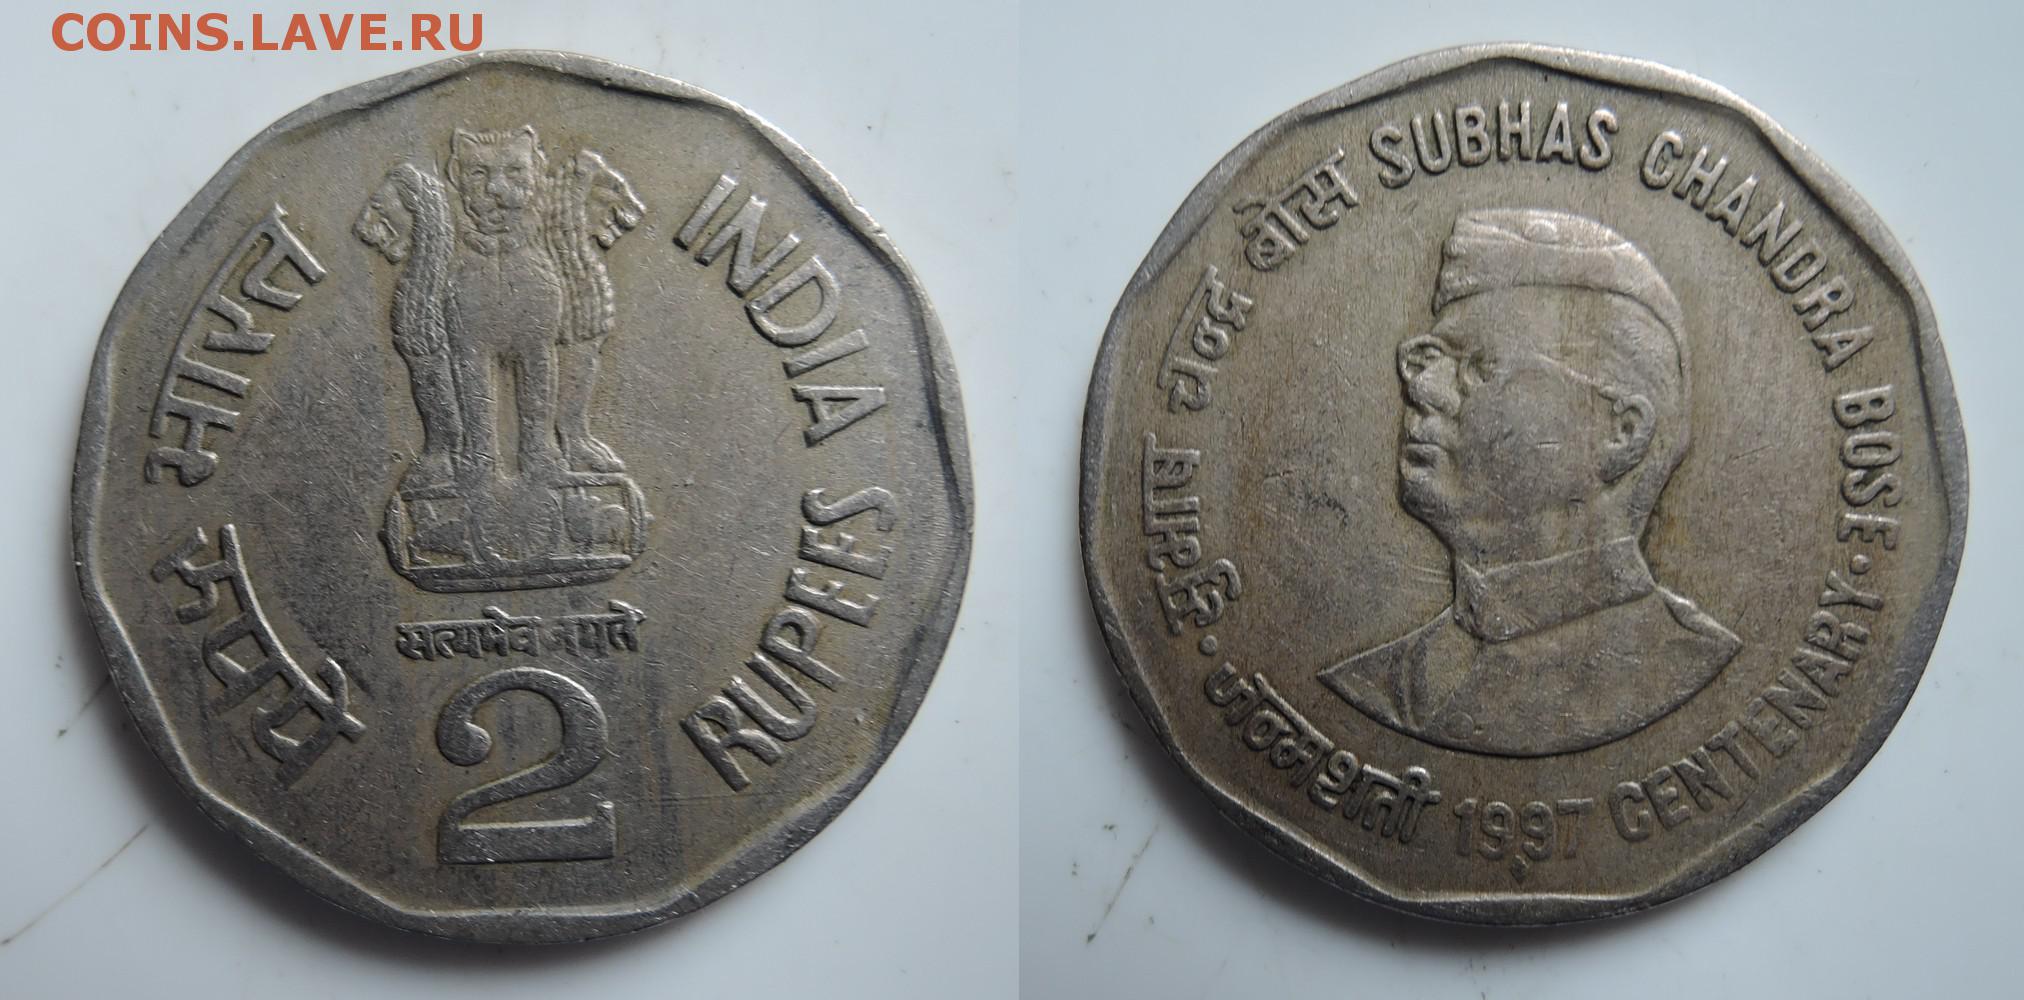 COINS.LAVE.RU
भारत
INDIA
रुपये
RUPEES
सत्यमेव जयते
2
सुभाष चन्द्र बोस SUBHAS CHANDRA BOSE
जन्मशती 1997 CENTENARY